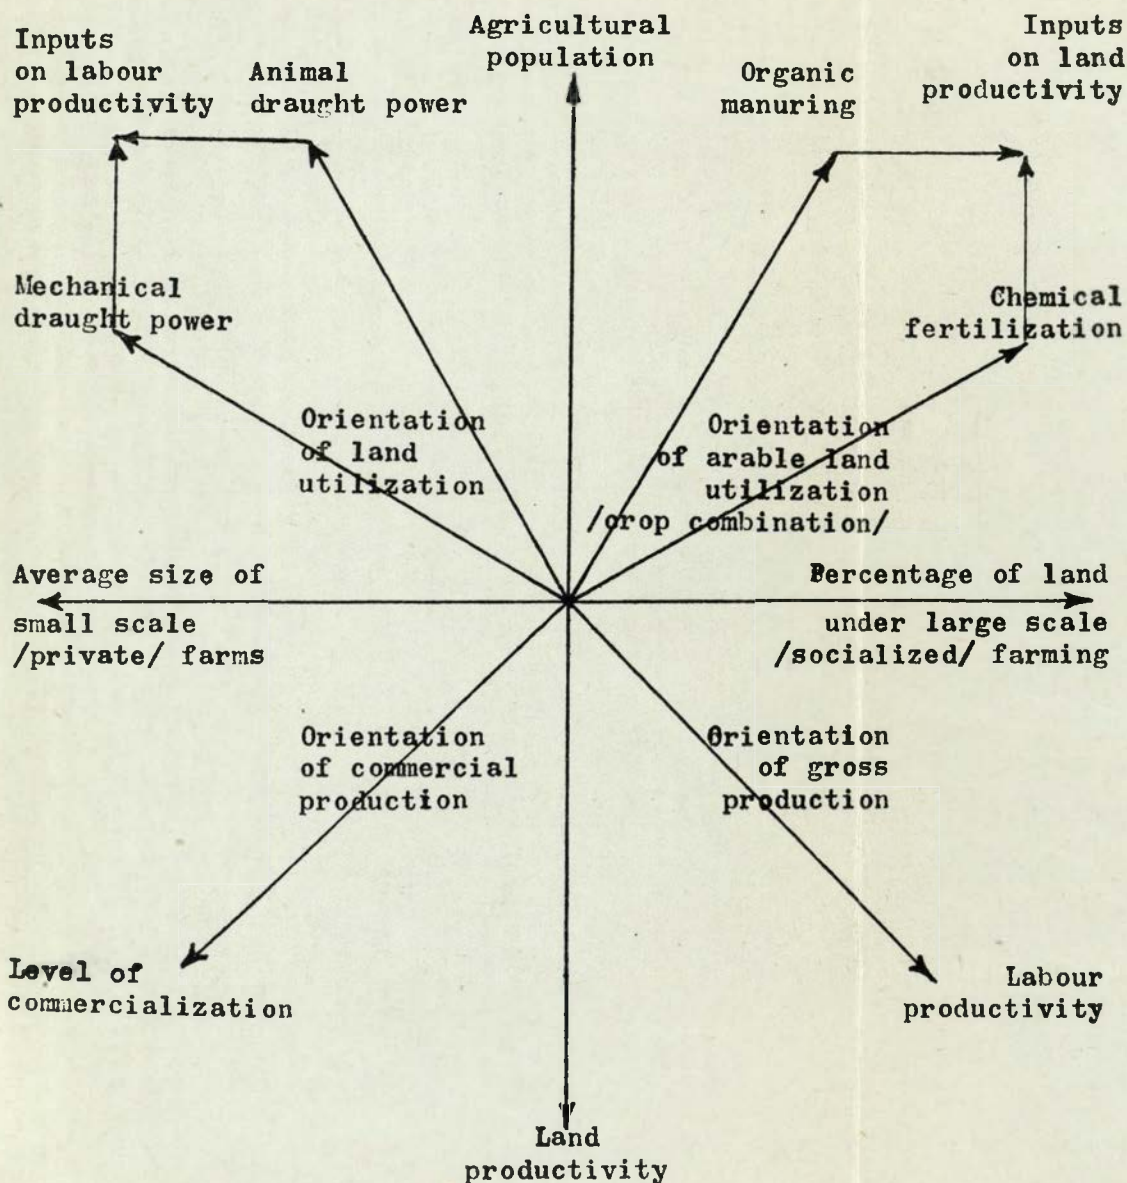 Inputs
on labour
productivity
Animal
draught power
Agricultural
population
Organic
manuring
Inputs
on land
productivity
Mechanical
draught power
Chemical
fertilization
Orientation
of land
utilization
Orientation
of arable land
utilization
/crop combination/
Average size of
small scale
/private/ farms
Percentage of land
under large scale
/socialized/ farming
Orientation
of commercial
production
Orientation
of gross
production
Level of
commercialization
Labour
productivity
Land
productivity